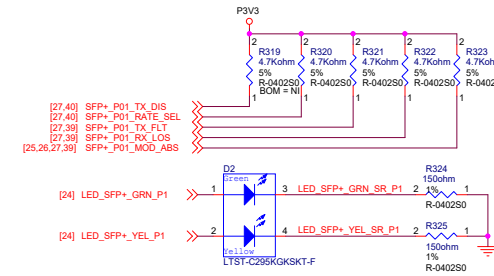 P3V3
2 2 2 2 2
R319 R320 R321 R322 R323
4.7Kohm 4.7Kohm 4.7Kohm 4.7Kohm 4.7Koh
5% 5% 5% 5% 5%
R-0402S0 R-0402S0 R-0402S0 R-0402S0 R-0402S
BOM = NI
1 1 1 1 1
[27,40] SFP+_P01_TX_DIS
[27,40] SFP+_P01_RATE_SEL
[27,39] SFP+_P01_TX_FLT
[27,39] SFP+_P01_RX_LOS
[25,26,27,39] SFP+_P01_MOD_ABS
D2
Green
R324
150ohm
[24] LED_SFP+_GRN_P1 1 3 LED_SFP+_GRN_SR_P1 2 1
1%
R-0402S0
R325
[24] LED_SFP+_YEL_P1 2 4 LED_SFP+_YEL_SR_P1 2 1
150ohm
Yellow
1%
LTST-C295KGKSKT-F
R-0402S0